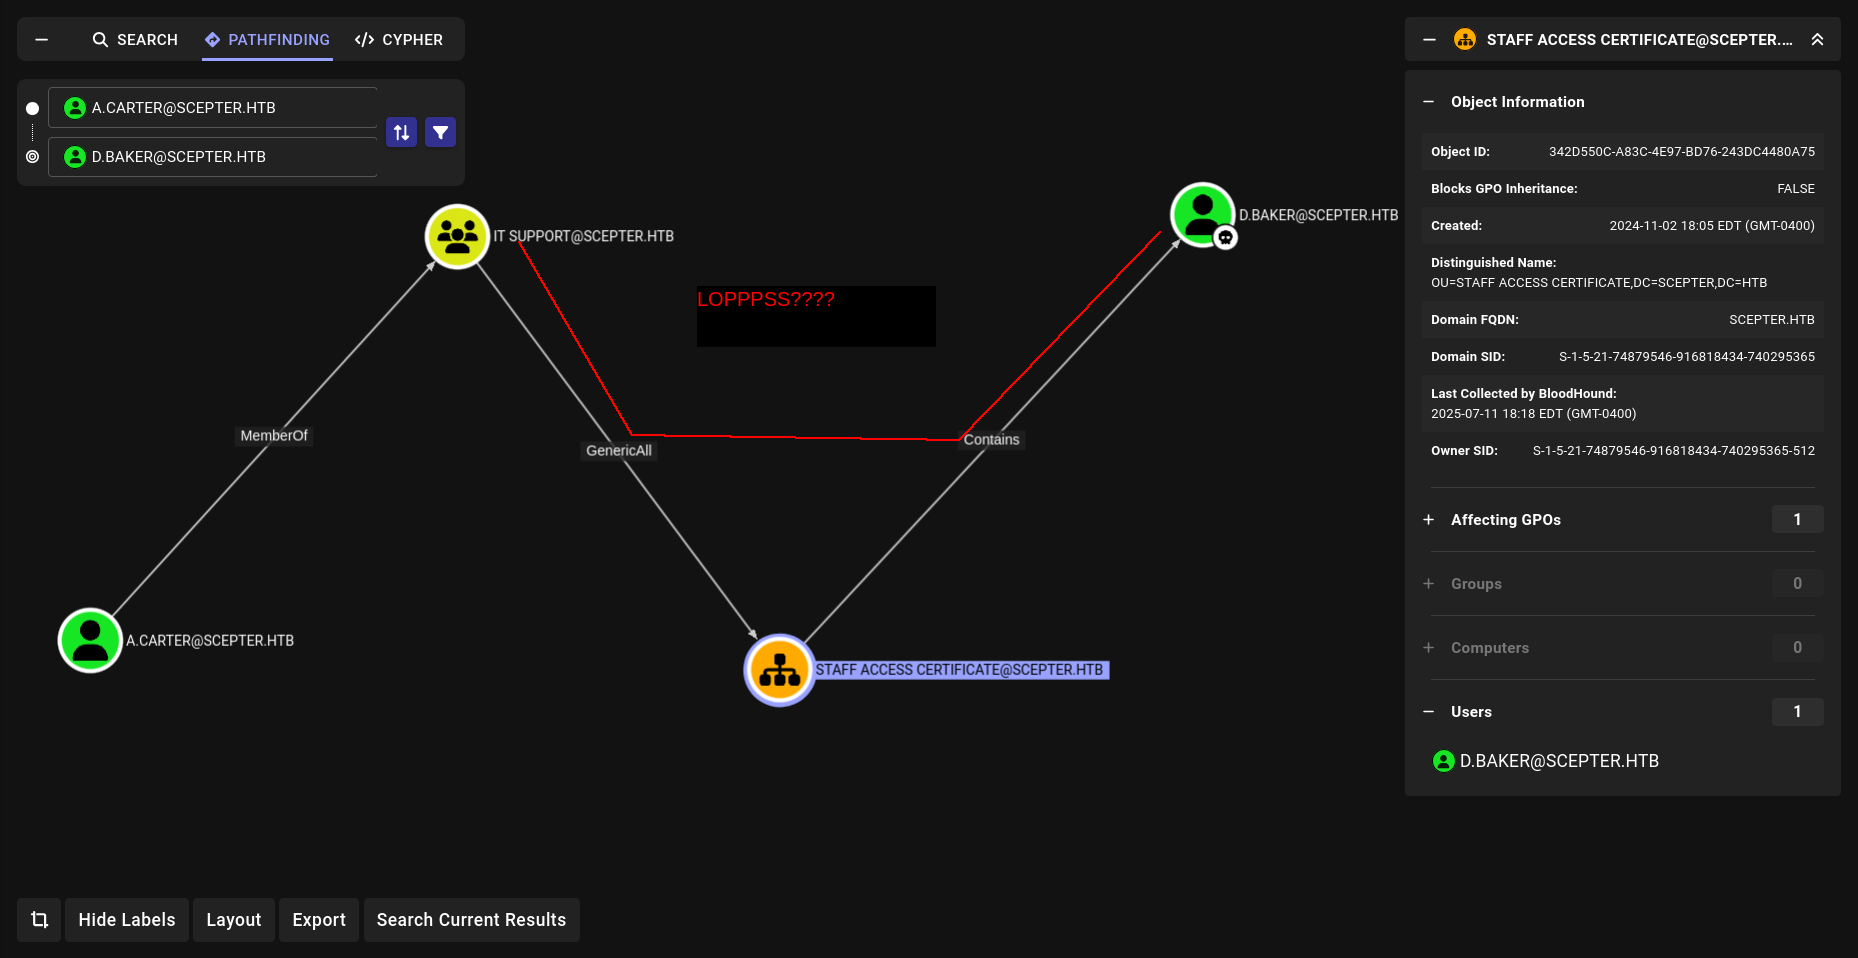 SEARCH
PATHFINDING
CYPHER
A.CARTER@SCEPTER.HTB
D.BAKER@SCEPTER.HTB
IT SUPPORT@SCEPTER.HTB
D.BAKER@SCEPTER.HTB
LOPPPSS????
MemberOf
GenericAll
Contains
A.CARTER@SCEPTER.HTB
STAFF ACCESS CERTIFICATE@SCEPTER.HTB
Hide Labels
Layout
Export
Search Current Results
STAFF ACCESS CERTIFICATE@SCEPTER....
Object Information
Object ID: 342D550C-A83C-4E97-BD76-243DC4480A75
Blocks GPO Inheritance: FALSE
Created: 2024-11-02 18:05 EDT (GMT-0400)
Distinguished Name:
OU=STAFF ACCESS CERTIFICATE,DC=SCEPTER,DC=HTB
Domain FQDN: SCEPTER.HTB
Domain SID: S-1-5-21-74879546-916818434-740295365
Last Collected by BloodHound:
2025-07-11 18:18 EDT (GMT-0400)
Owner SID: S-1-5-21-74879546-916818434-740295365-512
Affecting GPOs 1
Groups 0
Computers 0
Users 1
D.BAKER@SCEPTER.HTB